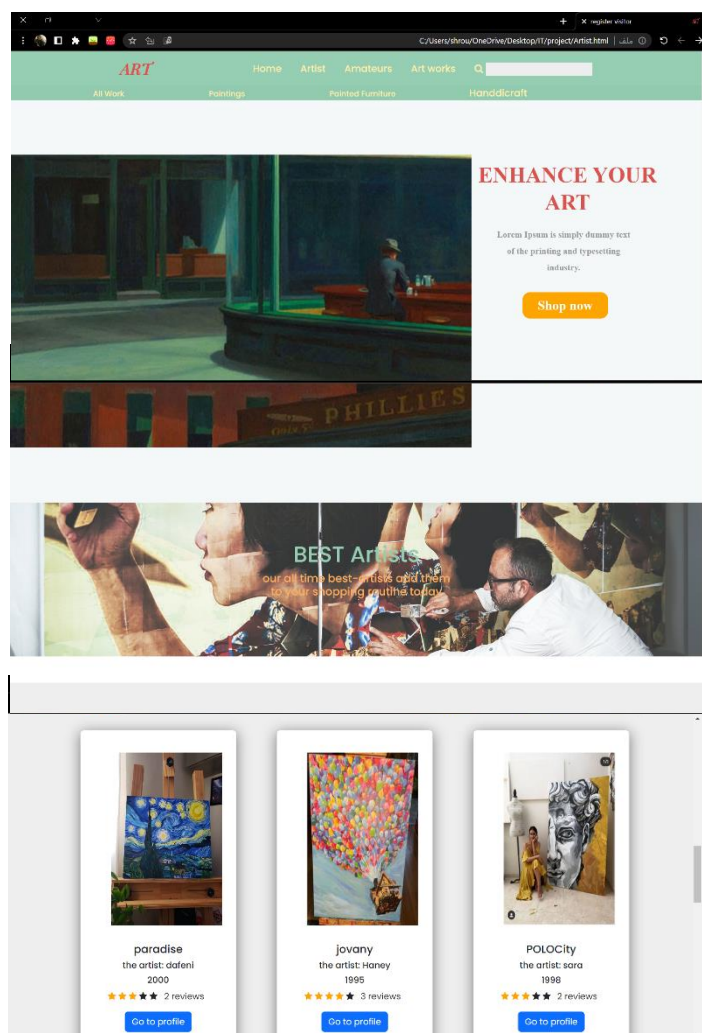 register visitor
C:/Users/shrou/OneDrive/Desktop/IT/project/Artist.html | ملف
ART
Home Artist Amateurs Art works
All Work Paintings Pointed Furniture Handdicraft
ENHANCE YOUR
ART
Lorem Ipsum is simply dummy text
of the printing and typesetting
industry.
Shop now
PHILLIES
BEST Artists
our all time best-artists add them
to your shopping routine today
paradise
the artist: dafeni
2000
2 reviews
Go to profile
jovany
the artist: Haney
1995
3 reviews
Go to profile
POLOCity
the artist: sara
1998
2 reviews
Go to profile